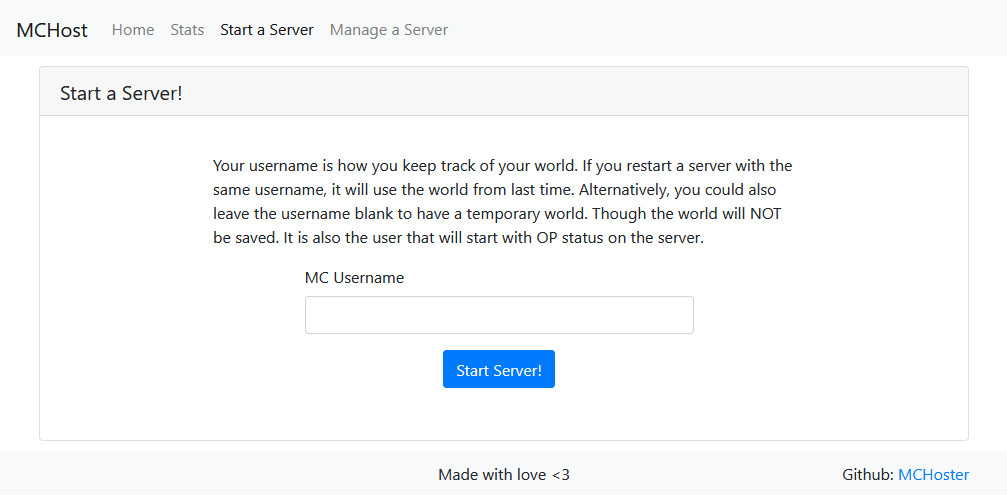 MCHost Home Stats Start a Server Manage a Server
Start a Server!
Your username is how you keep track of your world. If you restart a server with the
same username, it will use the world from last time. Alternatively, you could also
leave the username blank to have a temporary world. Though the world will NOT
be saved. It is also the user that will start with OP status on the server.
MC Username
Start Server!
Made with love <3 Github: MCHoster